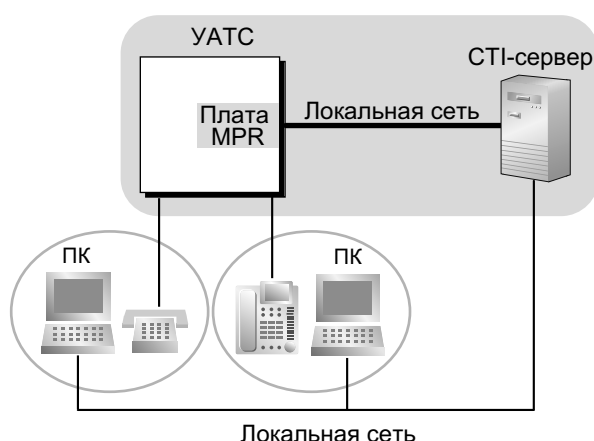 УАТС
CTI-сервер
Плата
MPR
Локальная сеть
ПК
ПК
Локальная сеть